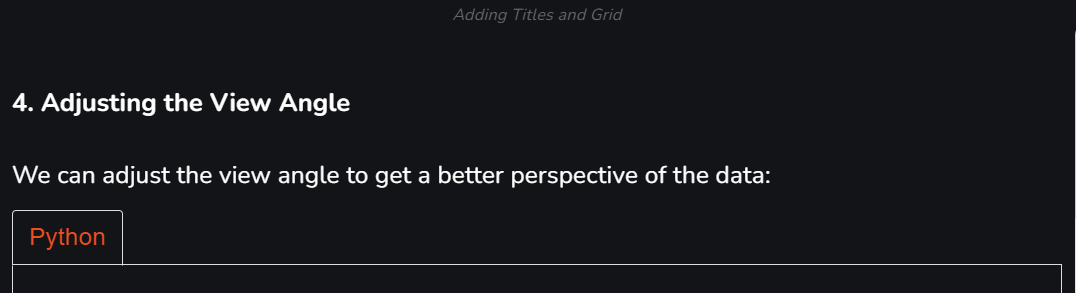 Adding Titles and Grid
4. Adjusting the View Angle
We can adjust the view angle to get a better perspective of the data:
Python